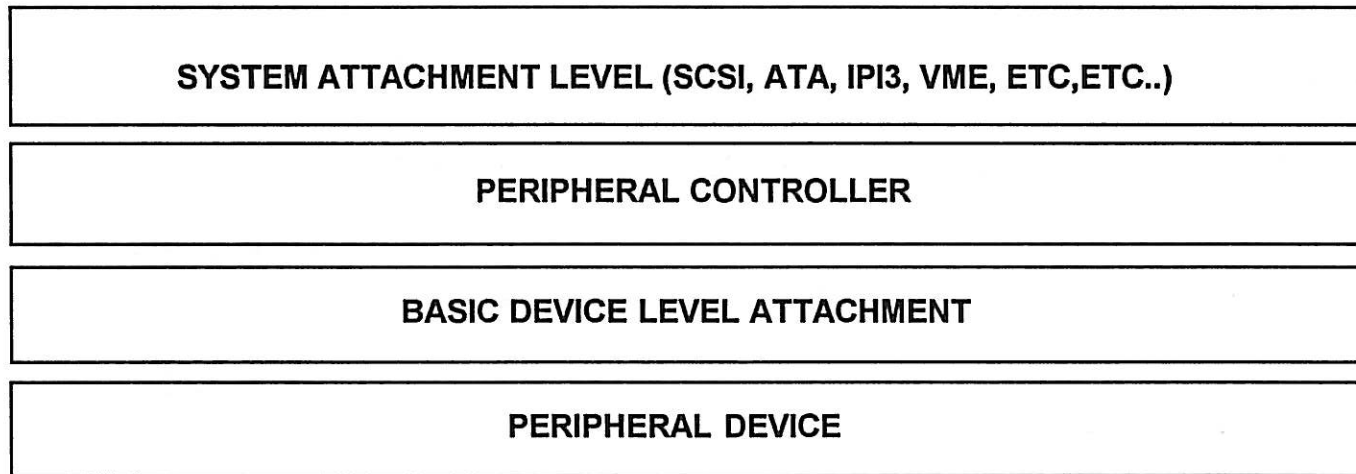 SYSTEM ATTACHMENT LEVEL (SCSI, ATA, IPI3, VME, ETC,ETC..)
PERIPHERAL CONTROLLER
BASIC DEVICE LEVEL ATTACHMENT
PERIPHERAL DEVICE